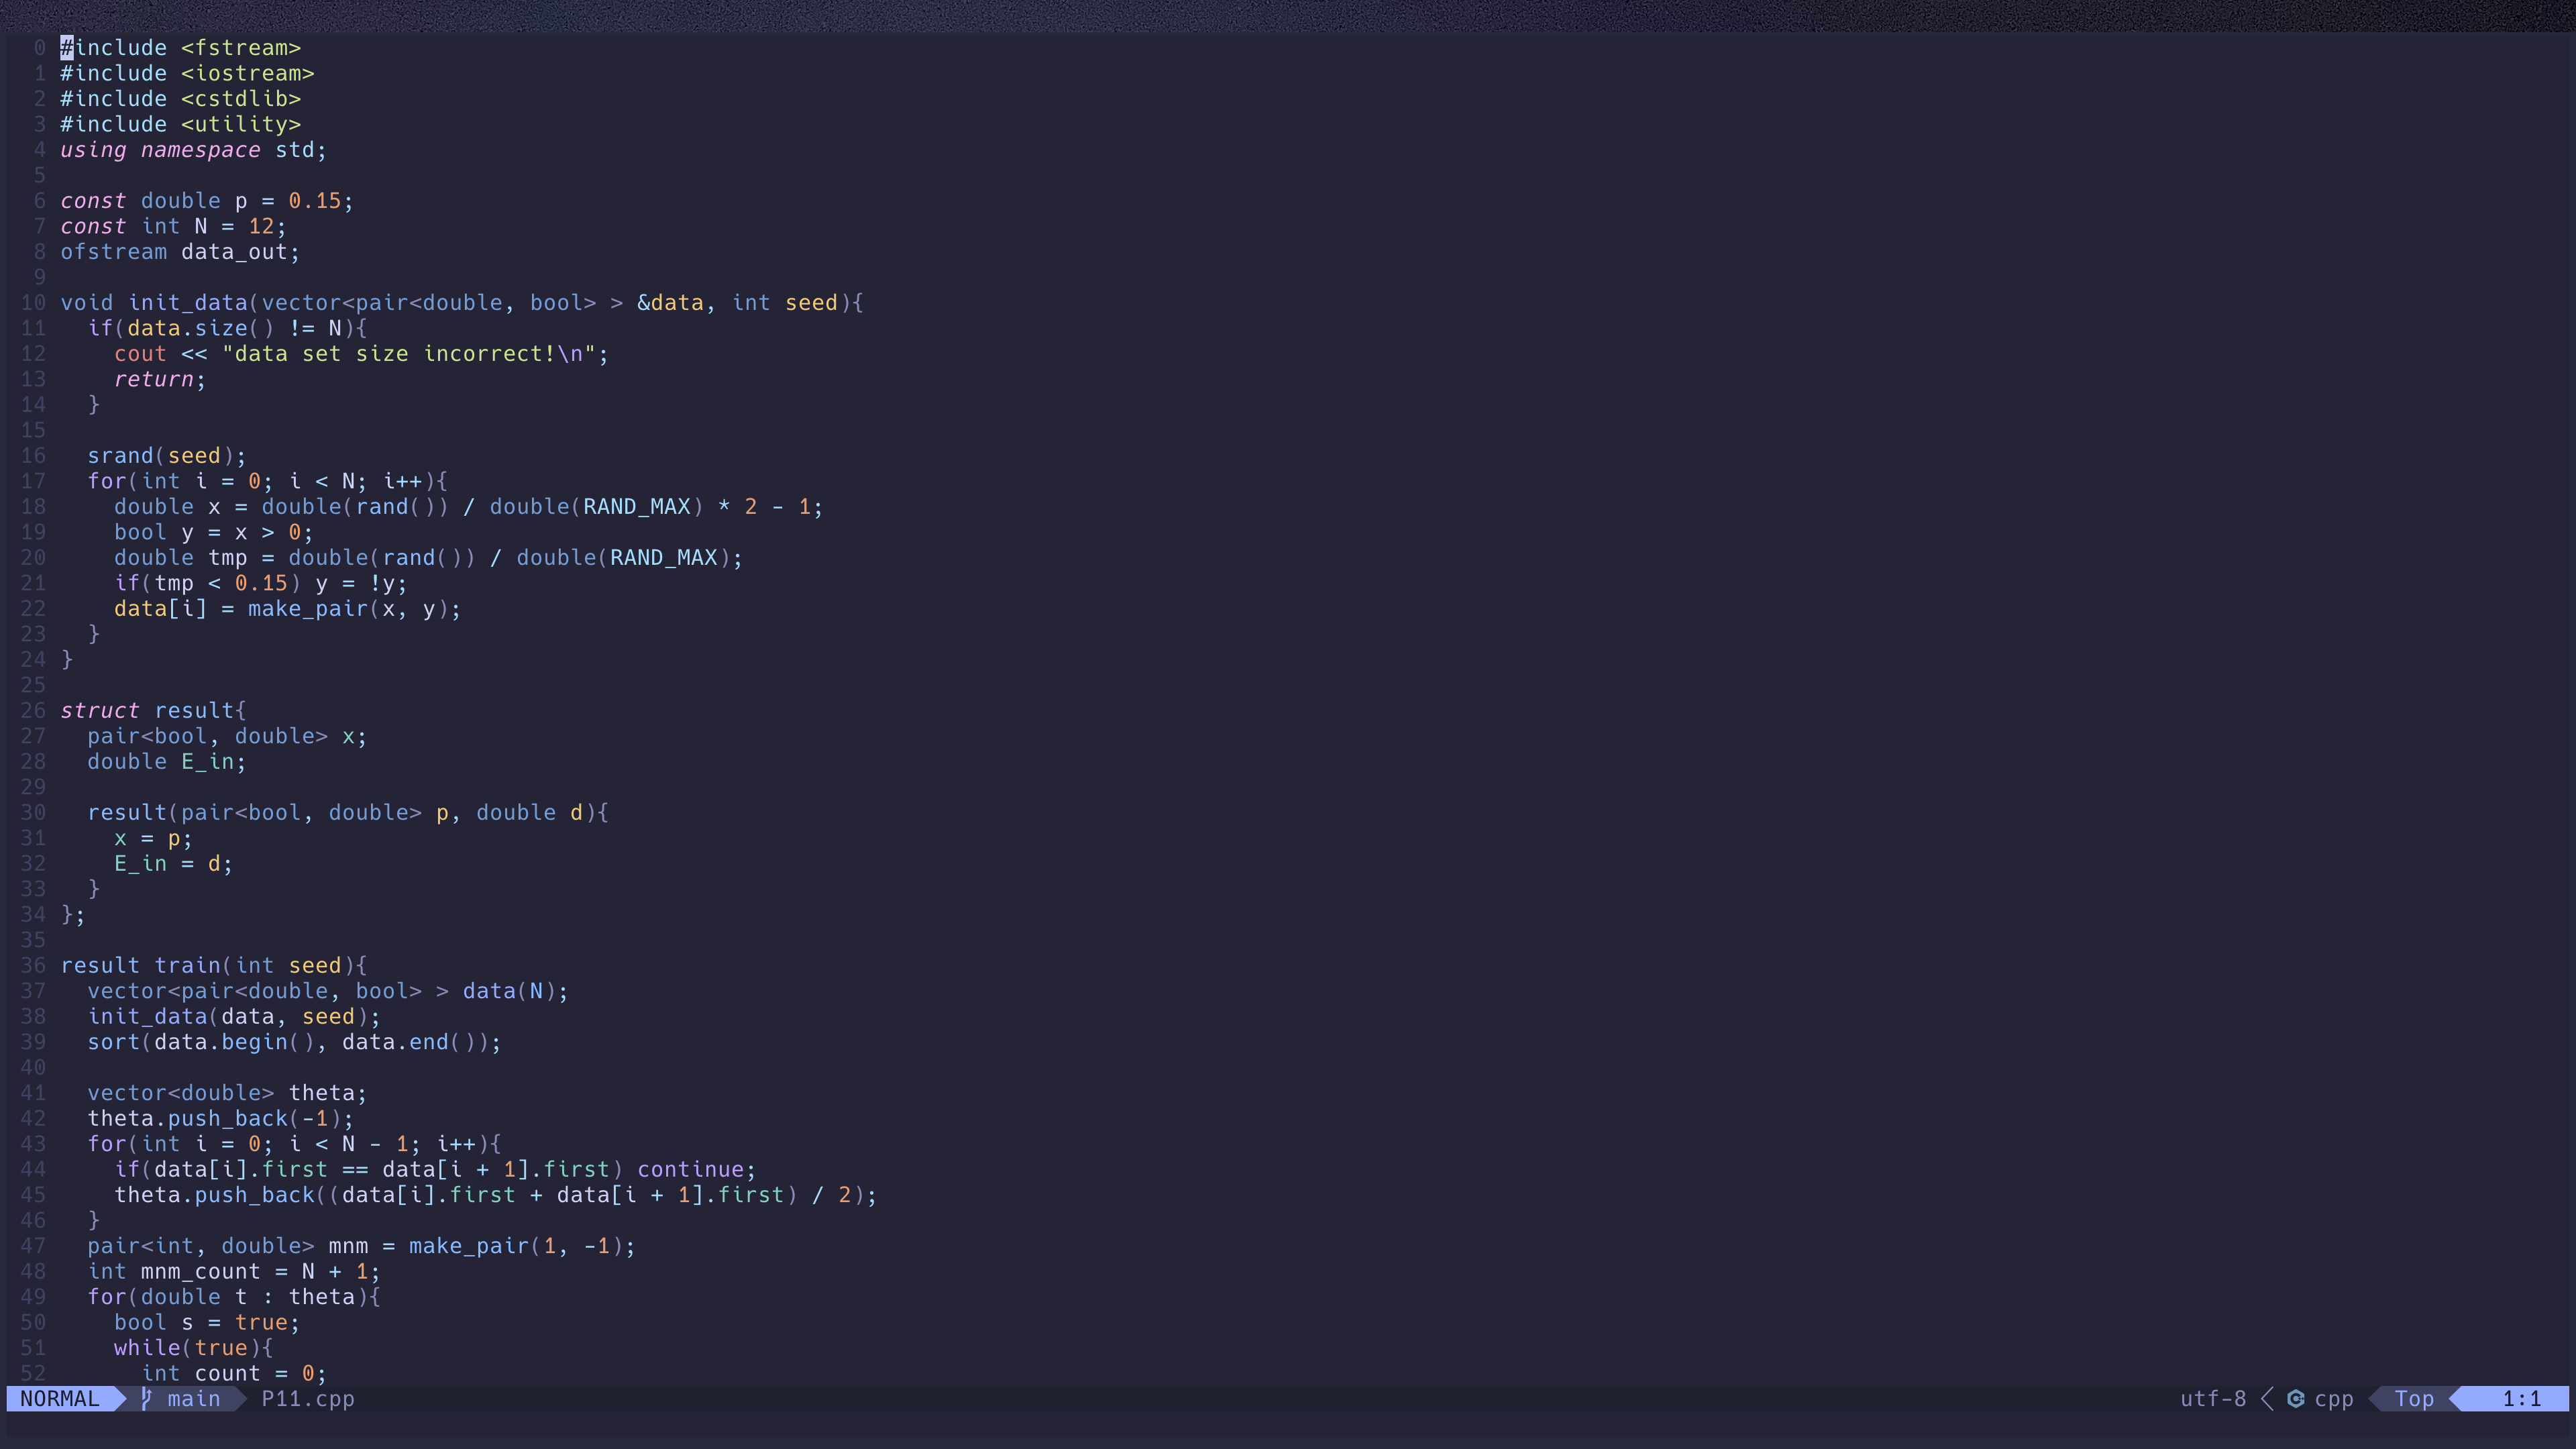 0 #include <fstream>
1 #include <iostream>
2 #include <cstdlib>
3 #include <utility>
4 using namespace std;
5
6 const double p = 0.15;
7 const int N = 12;
8 ofstream data_out;
9
10 void init_data(vector<pair<double, bool> > &data, int seed){
11   if(data.size() != N){
12     cout << "data set size incorrect!\n";
13     return;
14   }
15
16   srand(seed);
17   for(int i = 0; i < N; i++){
18     double x = double(rand()) / double(RAND_MAX) * 2 - 1;
19     bool y = x > 0;
20     double tmp = double(rand()) / double(RAND_MAX);
21     if(tmp < 0.15) y = !y;
22     data[i] = make_pair(x, y);
23   }
24 }
25
26 struct result{
27   pair<bool, double> x;
28   double E_in;
29
30   result(pair<bool, double> p, double d){
31     x = p;
32     E_in = d;
33   }
34 };
35
36 result train(int seed){
37   vector<pair<double, bool> > data(N);
38   init_data(data, seed);
39   sort(data.begin(), data.end());
40
41   vector<double> theta;
42   theta.push_back(-1);
43   for(int i = 0; i < N - 1; i++){
44     if(data[i].first == data[i + 1].first) continue;
45     theta.push_back((data[i].first + data[i + 1].first) / 2);
46   }
47   pair<int, double> mnm = make_pair(1, -1);
48   int mnm_count = N + 1;
49   for(double t : theta){
50     bool s = true;
51     while(true){
52       int count = 0;
NORMAL main P11.cpp utf-8 cpp Top 1:1